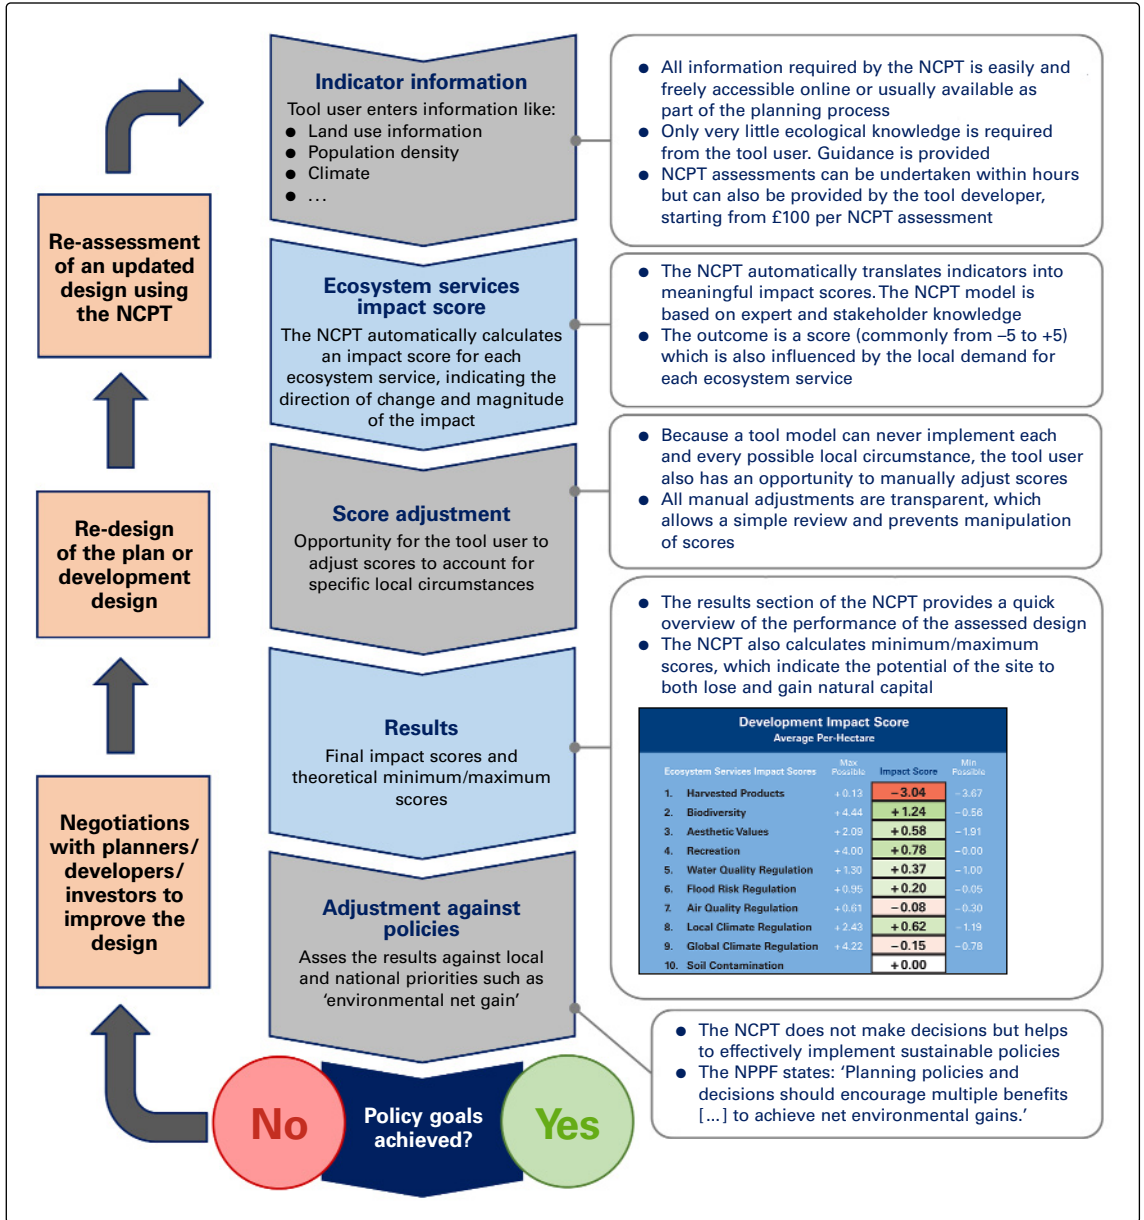 Indicator information
Tool user enters information like:
● Land use information
● Population density
● Climate
● ...
● All information required by the NCPT is easily and
freely accessible online or usually available as
part of the planning process
● Only very little ecological knowledge is required
from the tool user. Guidance is provided
● NCPT assessments can be undertaken within hours
but can also be provided by the tool developer,
starting from £100 per NCPT assessment
Ecosystem services
impact score
The NCPT automatically calculates
an impact score for each
ecosystem service, indicating the
direction of change and magnitude
of the impact
● The NCPT automatically translates indicators into
meaningful impact scores. The NCPT model is
based on expert and stakeholder knowledge
● The outcome is a score (commonly from –5 to +5)
which is also influenced by the local demand for
each ecosystem service
Score adjustment
Opportunity for the tool user to
adjust scores to account for
specific local circumstances
● Because a tool model can never implement each
and every possible local circumstance, the tool user
also has an opportunity to manually adjust scores
● All manual adjustments are transparent, which
allows a simple review and prevents manipulation
of scores
Results
Final impact scores and
theoretical minimum/maximum
scores
● The results section of the NCPT provides a quick
overview of the performance of the assessed design
● The NCPT also calculates minimum/maximum
scores, which indicate the potential of the site to
both lose and gain natural capital
Development Impact Score
Average Per-Hectare
Ecosystem Services Impact Scores Max Possible Impact Score Min Possible
1. Harvested Products +0.13 –3.04 –3.67
2. Biodiversity +4.44 +1.24 –0.56
3. Aesthetic Values +2.09 +0.58 –1.91
4. Recreation +4.00 +0.78 –0.00
5. Water Quality Regulation +1.30 +0.37 –1.00
6. Flood Risk Regulation +0.95 +0.20 –0.05
7. Air Quality Regulation +0.61 –0.08 –0.30
8. Local Climate Regulation +2.43 +0.62 –1.19
9. Global Climate Regulation +4.22 –0.15 –0.78
10. Soil Contamination +0.00
Adjustment against
policies
Asses the results against local
and national priorities such as
‘environmental net gain’
● The NCPT does not make decisions but helps
to effectively implement sustainable policies
● The NPPF states: ‘Planning policies and
decisions should encourage multiple benefits
[...] to achieve net environmental gains.’
No
Policy goals
achieved?
Yes
Negotiations
with planners/
developers/
investors to
improve the
design
Re-design
of the plan or
development
design
Re-assessment
of an updated
design using
the NCPT